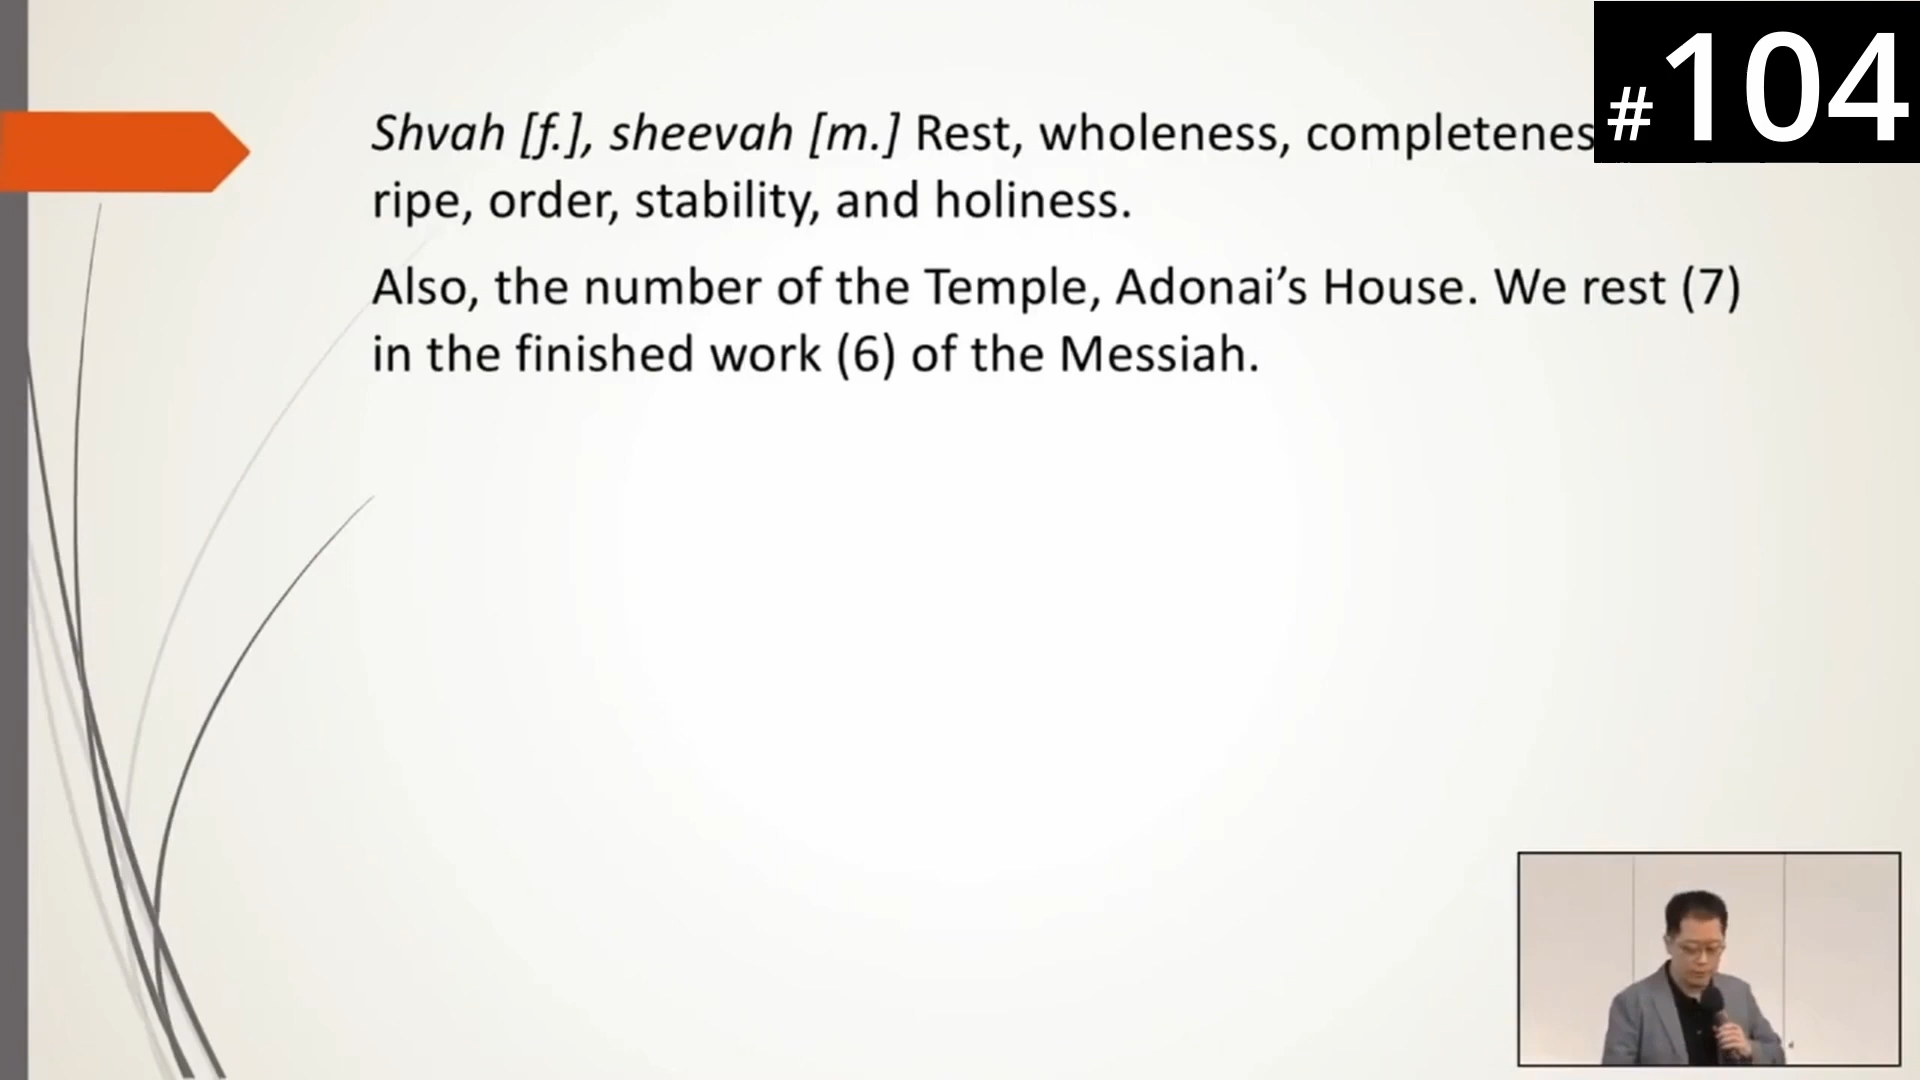 #104
Shvah [f.], sheevah [m.] Rest, wholeness,
ripe, order, stability, and holiness.
Also, the number of the Temple, Adonai’s House. We rest (7)
in the finished work (6) of the Messiah.